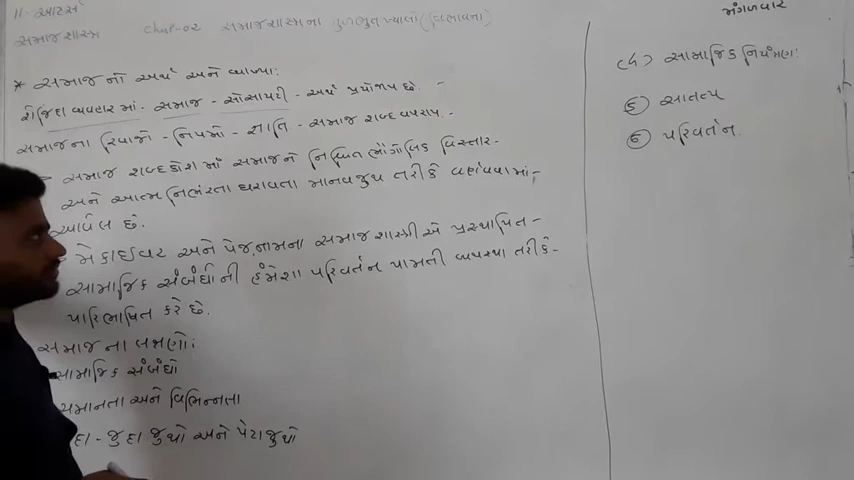 11-આર્ટસ
સમાજશાસ્ત્ર Chap-02 સમાજશાસ્ત્રના મુળભુત ખ્યાલો (વિભાવના)
* સમાજનો અર્થ અને વ્યાખ્યા:
રોજિંદા વ્યવહારમાં- સમાજ - સોસાયટી - અર્થ પ્રયોજાય છે. -
સમાજના રિવાજો - નિયમો - જ્ઞાતિ - સમાજ શબ્દ વપરાય. -
સમાજ શબ્દકોશમાં સમાજને નિશ્ચિત ભૌગોલિક વિસ્તાર-
અને આત્મનિર્ભરતા ધરાવતા માનવજુથ તરીકે વર્ણવવામાં-
આવેલ છે.
મેકાઈવર અને પેજ નામના સમાજશાસ્ત્રીએ પ્રસ્થાપિત-
સામાજિક સંબંધોની હંમેશા પરિવર્તન પામતી વ્યવસ્થા તરીકે-
પારિભાષિત કરે છે.
સમાજના લક્ષણો:
સામાજિક સંબંધો
સમાનતા અને વિભિન્નતા
દા-જુદા જુથો અને પેટાજુથો
મંગળવાર
(4) સામાજિક નિયંત્રણ:
(5) સાતત્ય
(6) પરિવર્તન